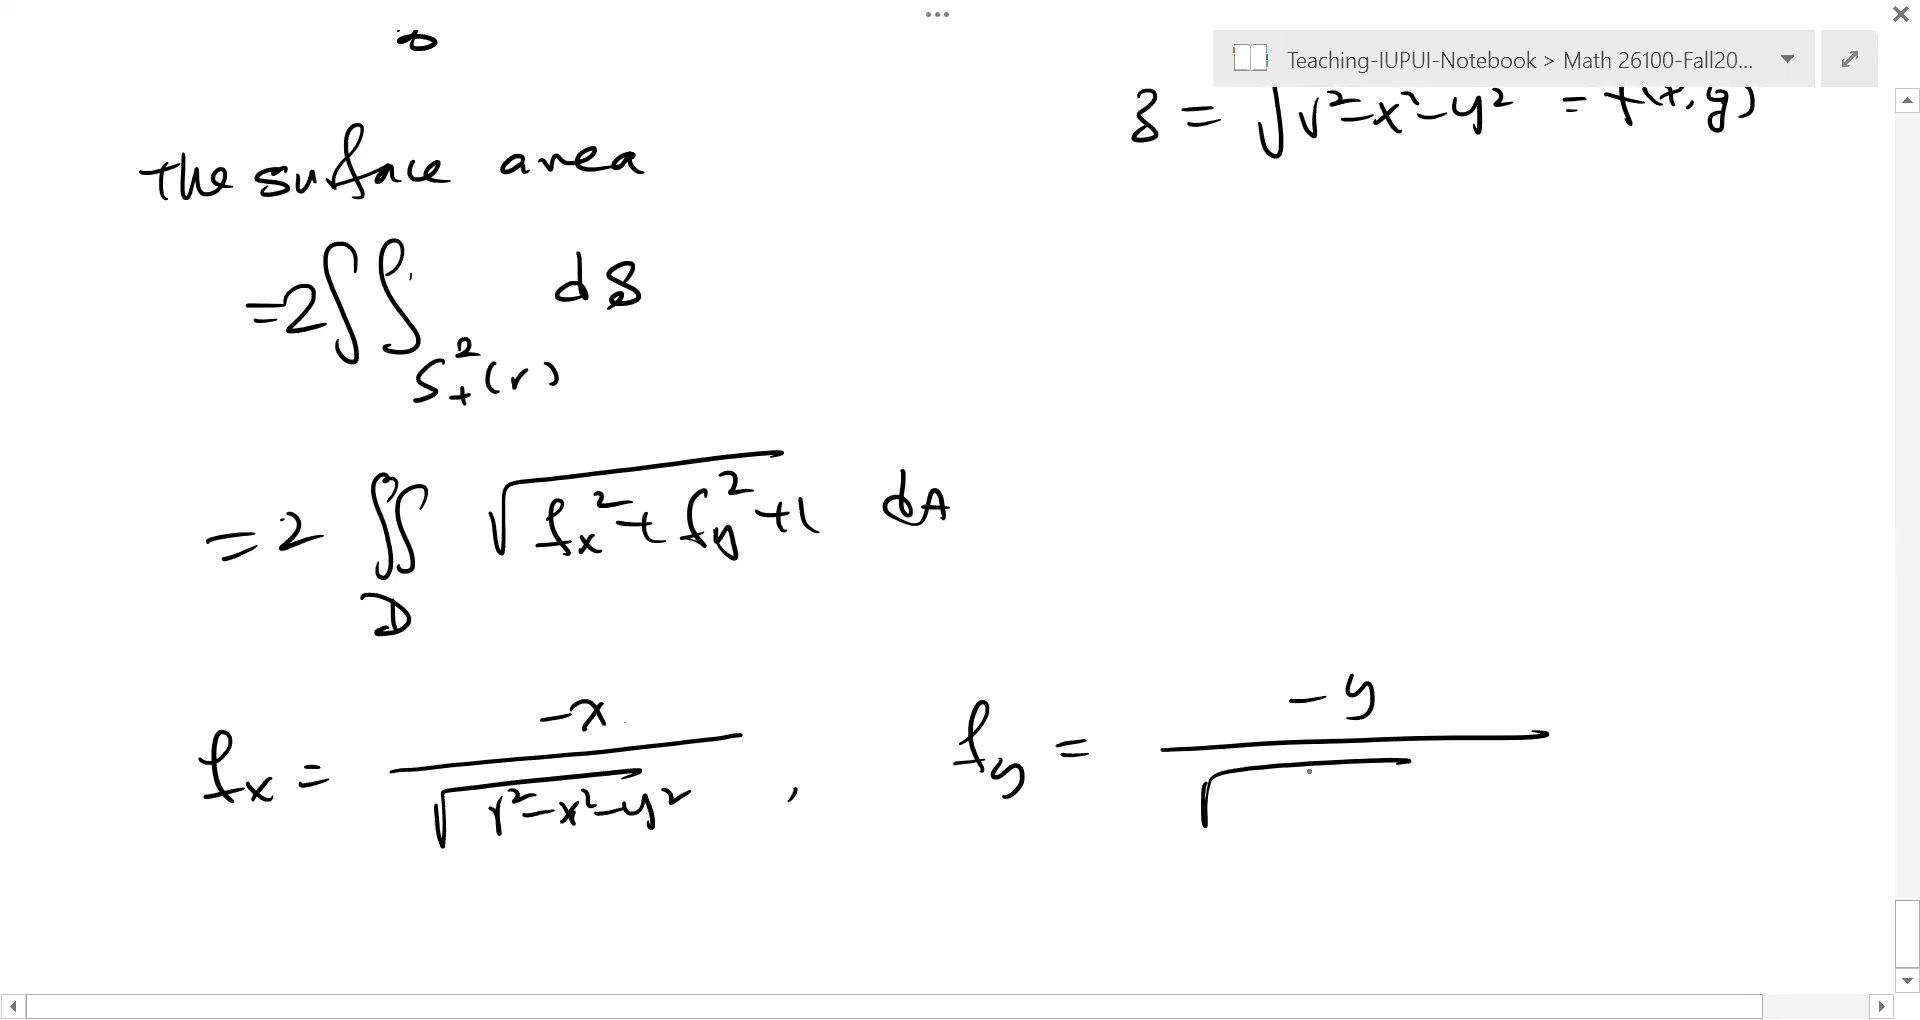 Teaching-IUPUI-Notebook > Math 26100-Fall20...
z = √r²-x²-y² = f(x,y)
the surface area
=2∬ dS
S²₊(r)
=2 ∬ √fx²+fy²+1 dA
D
fx = -x / √r²-x²-y² , fy = -y / √